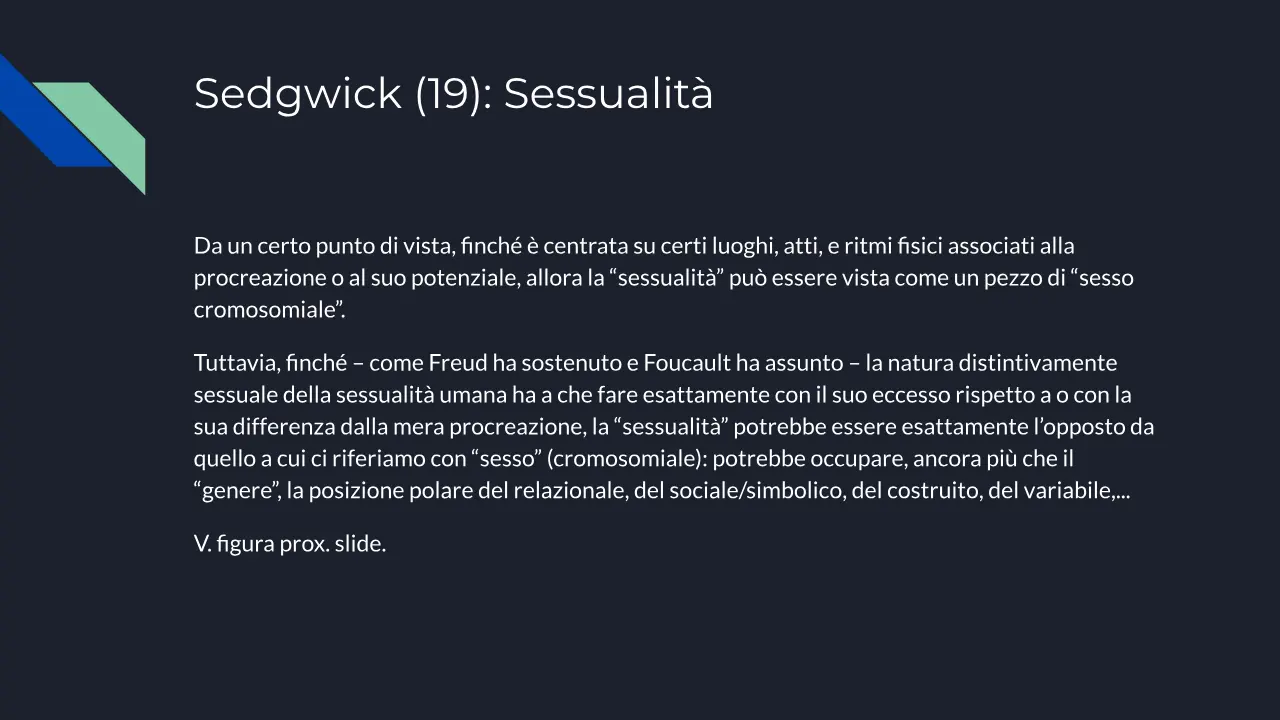 Sedgwick (19): Sessualità
Da un certo punto di vista, finché è centrata su certi luoghi, atti, e ritmi fisici associati alla
procreazione o al suo potenziale, allora la “sessualità” può essere vista come un pezzo di “sesso
cromosomiale”.
Tuttavia, finché – come Freud ha sostenuto e Foucault ha assunto – la natura distintivamente
sessuale della sessualità umana ha a che fare esattamente con il suo eccesso rispetto a o con la
sua differenza dalla mera procreazione, la “sessualità” potrebbe essere esattamente l’opposto da
quello a cui ci riferiamo con “sesso” (cromosomiale): potrebbe occupare, ancora più che il
“genere”, la posizione polare del relazionale, del sociale/simbolico, del costruito, del variabile,...
V. figura prox. slide.